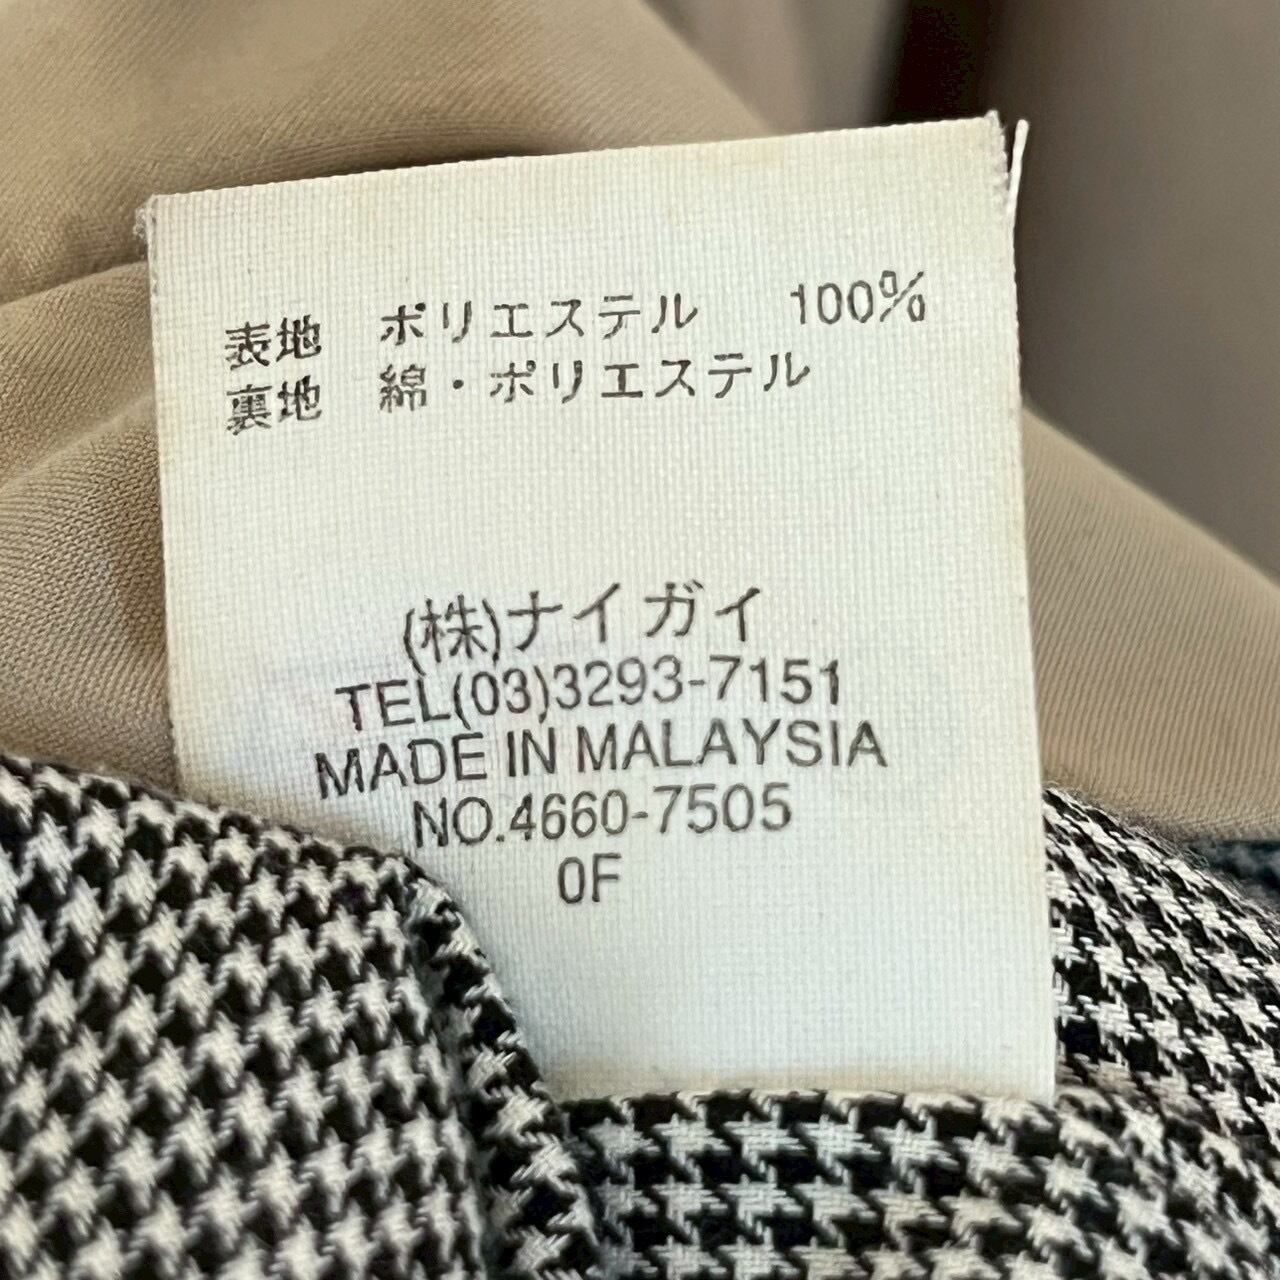 表地 ポリエステル 100%
裏地 綿・ポリエステル
(株)ナイガイ
TEL(03)3293-7151
MADE IN MALAYSIA
NO.4660-7505
0F